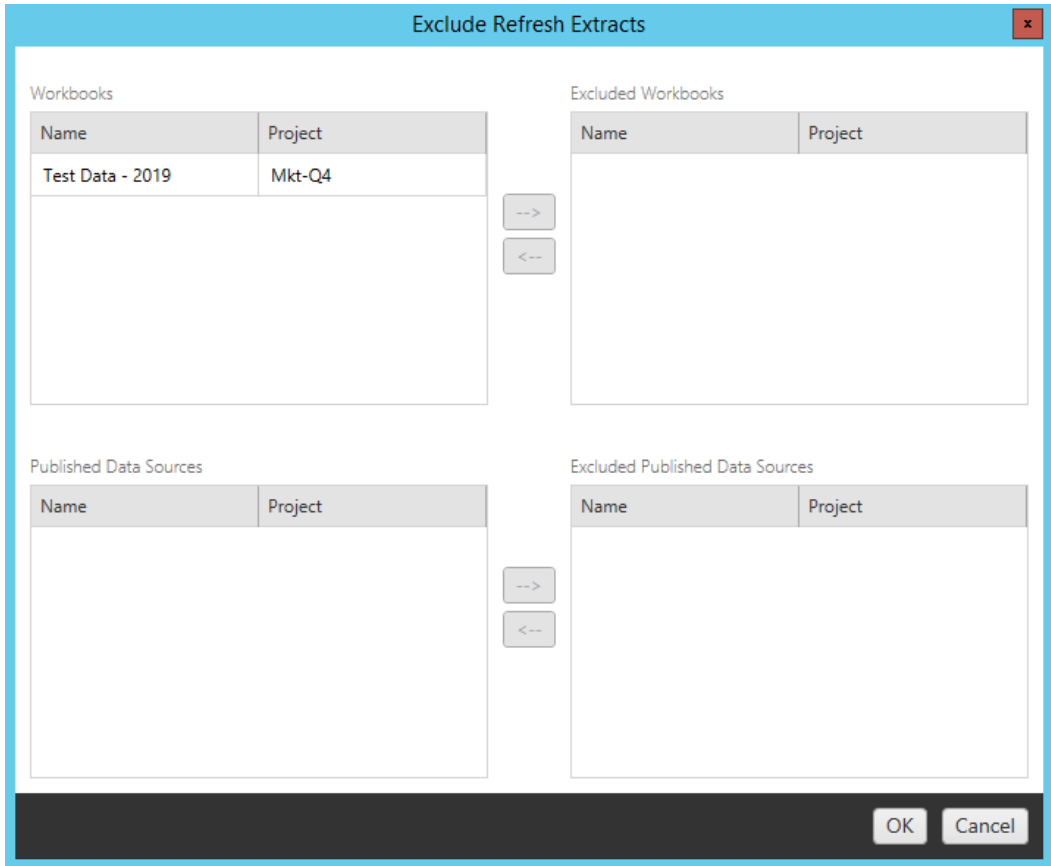 Exclude Refresh Extracts
x
Workbooks
Excluded Workbooks
Name Project
Name Project
Test Data - 2019 Mkt-Q4
-->
<--
Published Data Sources
Excluded Published Data Sources
Name Project
Name Project
-->
<--
OK Cancel